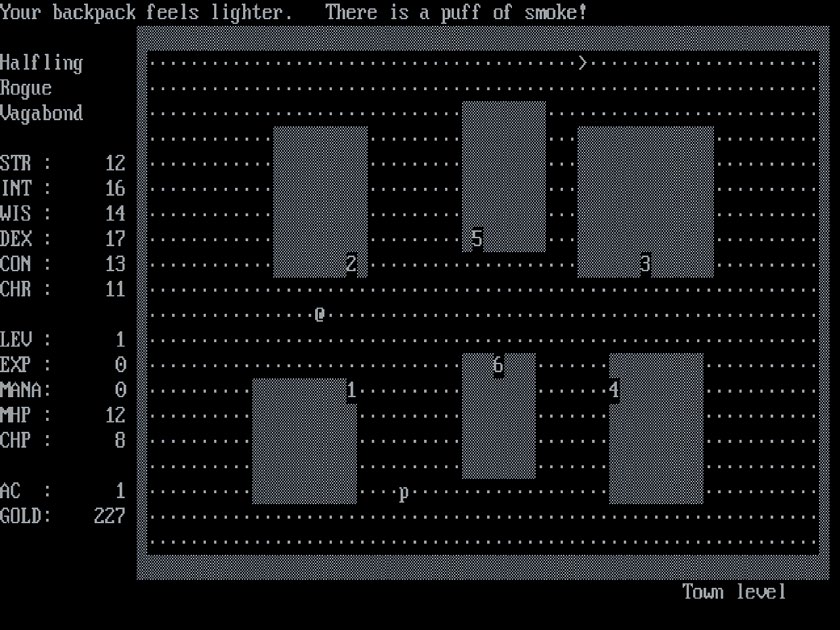 Your backpack feels lighter. There is a puff of smoke!
>
Halfling
Rogue
Vagabond
STR : 12
INT : 16
WIS : 14
DEX : 17
5
CON : 13
2
3
CHR : 11
@
LEV : 1
EXP : 0
6
MANA: 0
1
4
MHP : 12
CHP : 8
AC : 1
p
GOLD: 227
Town level